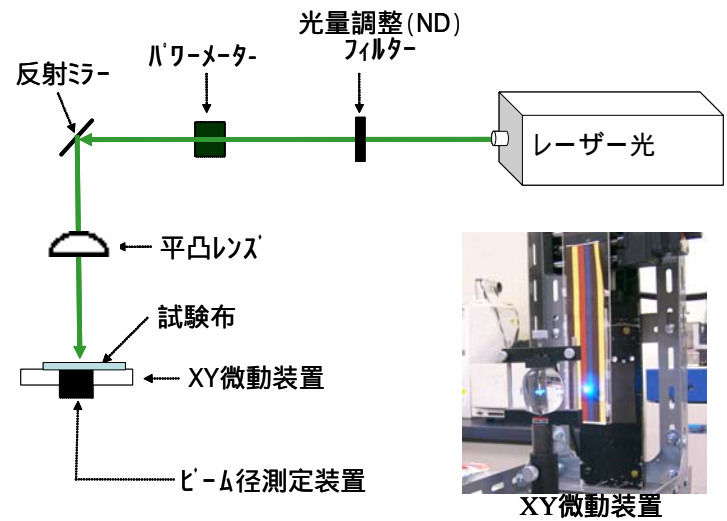 光量調整(ND)
フィルター
パワーメーター
反射ミラー
レーザー光
平凸レンズ
試験布
XY微動装置
ビーム径測定装置
XY微動装置